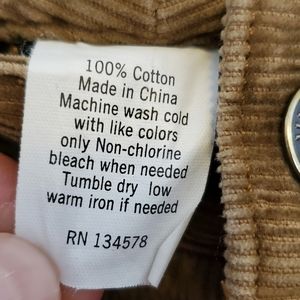 100% Cotton
Made in China
Machine wash cold
with like colors
only Non-chlorine
bleach when needed
Tumble dry low
warm iron if needed
RN 134578